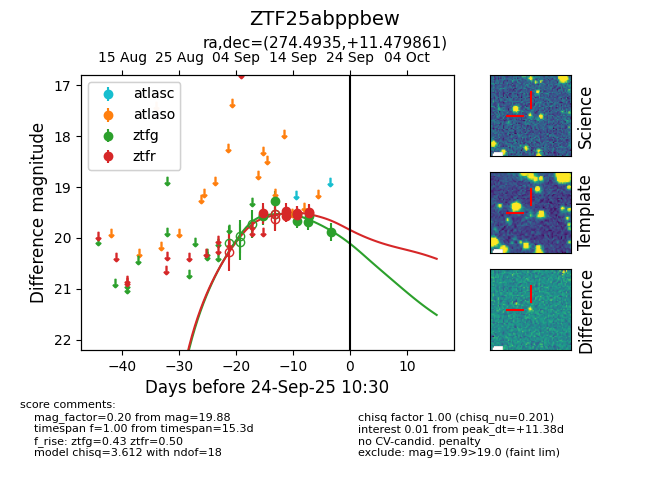 ZTF25abppbew
ra,dec=(274.4935,+11.479861)
15 Aug 25 Aug 04 Sep 14 Sep 24 Sep 04 Oct
17
18
19
20
21
22
Difference magnitude
atlasc
atlaso
ztfg
ztfr
−40 −30 −20 −10 0 10
Days before 24-Sep-25 10:30
Science
Template
Difference
score comments:
mag_factor=0.20 from mag=19.88
timespan f=1.00 from timespan=15.3d
f_rise: ztfg=0.43 ztfr=0.50
model chisq=3.612 with ndof=18
chisq factor 1.00 (chisq_nu=0.201)
interest 0.01 from peak_dt=+11.38d
no CV-candid. penalty
exclude: mag=19.9>19.0 (faint lim)